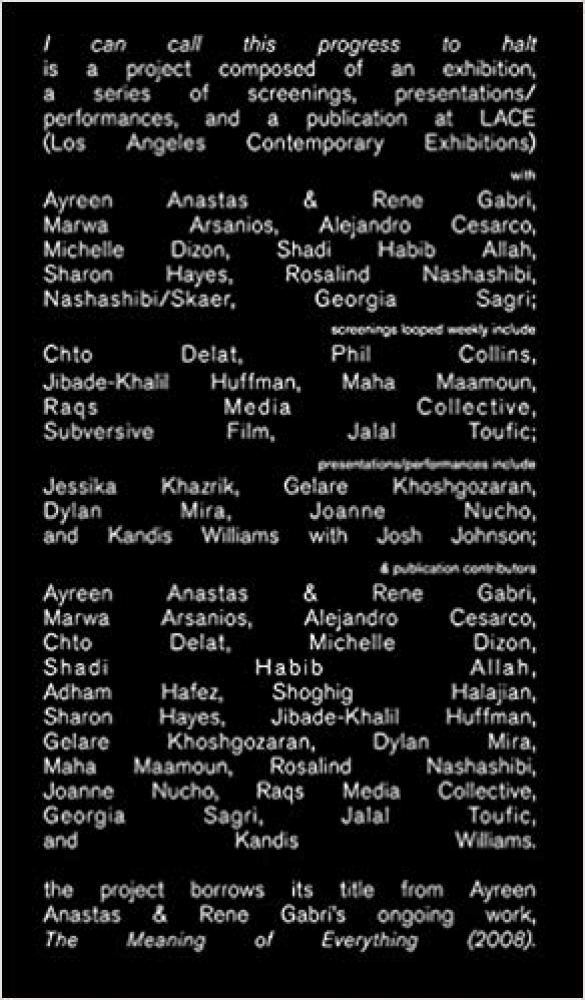 I can call this progress to halt
is a project composed of an exhibition,
a series of screenings, presentations/
performances, and a publication at LACE
(Los Angeles Contemporary Exhibitions)
with
Ayreen Anastas & Rene Gabri,
Marwa Arsanios, Alejandro Cesarco,
Michelle Dizon, Shadi Habib Allah,
Sharon Hayes, Rosalind Nashashibi,
Nashashibi/Skaer, Georgia Sagri;
screenings looped weekly include
Chto Delat, Phil Collins,
Jibade-Khalil Huffman, Maha Maamoun,
Raqs Media Collective,
Subversive Film, Jalal Toufic;
presentations/performances include
Jessika Khazrik, Gelare Khoshgozaran,
Dylan Mira, Joanne Nucho,
and Kandis Williams with Josh Johnson;
& publication contributors
Ayreen Anastas & Rene Gabri,
Marwa Arsanios, Alejandro Cesarco,
Chto Delat, Michelle Dizon,
Shadi Habib Allah,
Adham Hafez, Shoghig Halajian,
Sharon Hayes, Jibade-Khalil Huffman,
Gelare Khoshgozaran, Dylan Mira,
Maha Maamoun, Rosalind Nashashibi,
Joanne Nucho, Raqs Media Collective,
Georgia Sagri, Jalal Toufic,
and Kandis Williams.
the project borrows its title from Ayreen
Anastas & Rene Gabri's ongoing work,
The Meaning of Everything (2008).